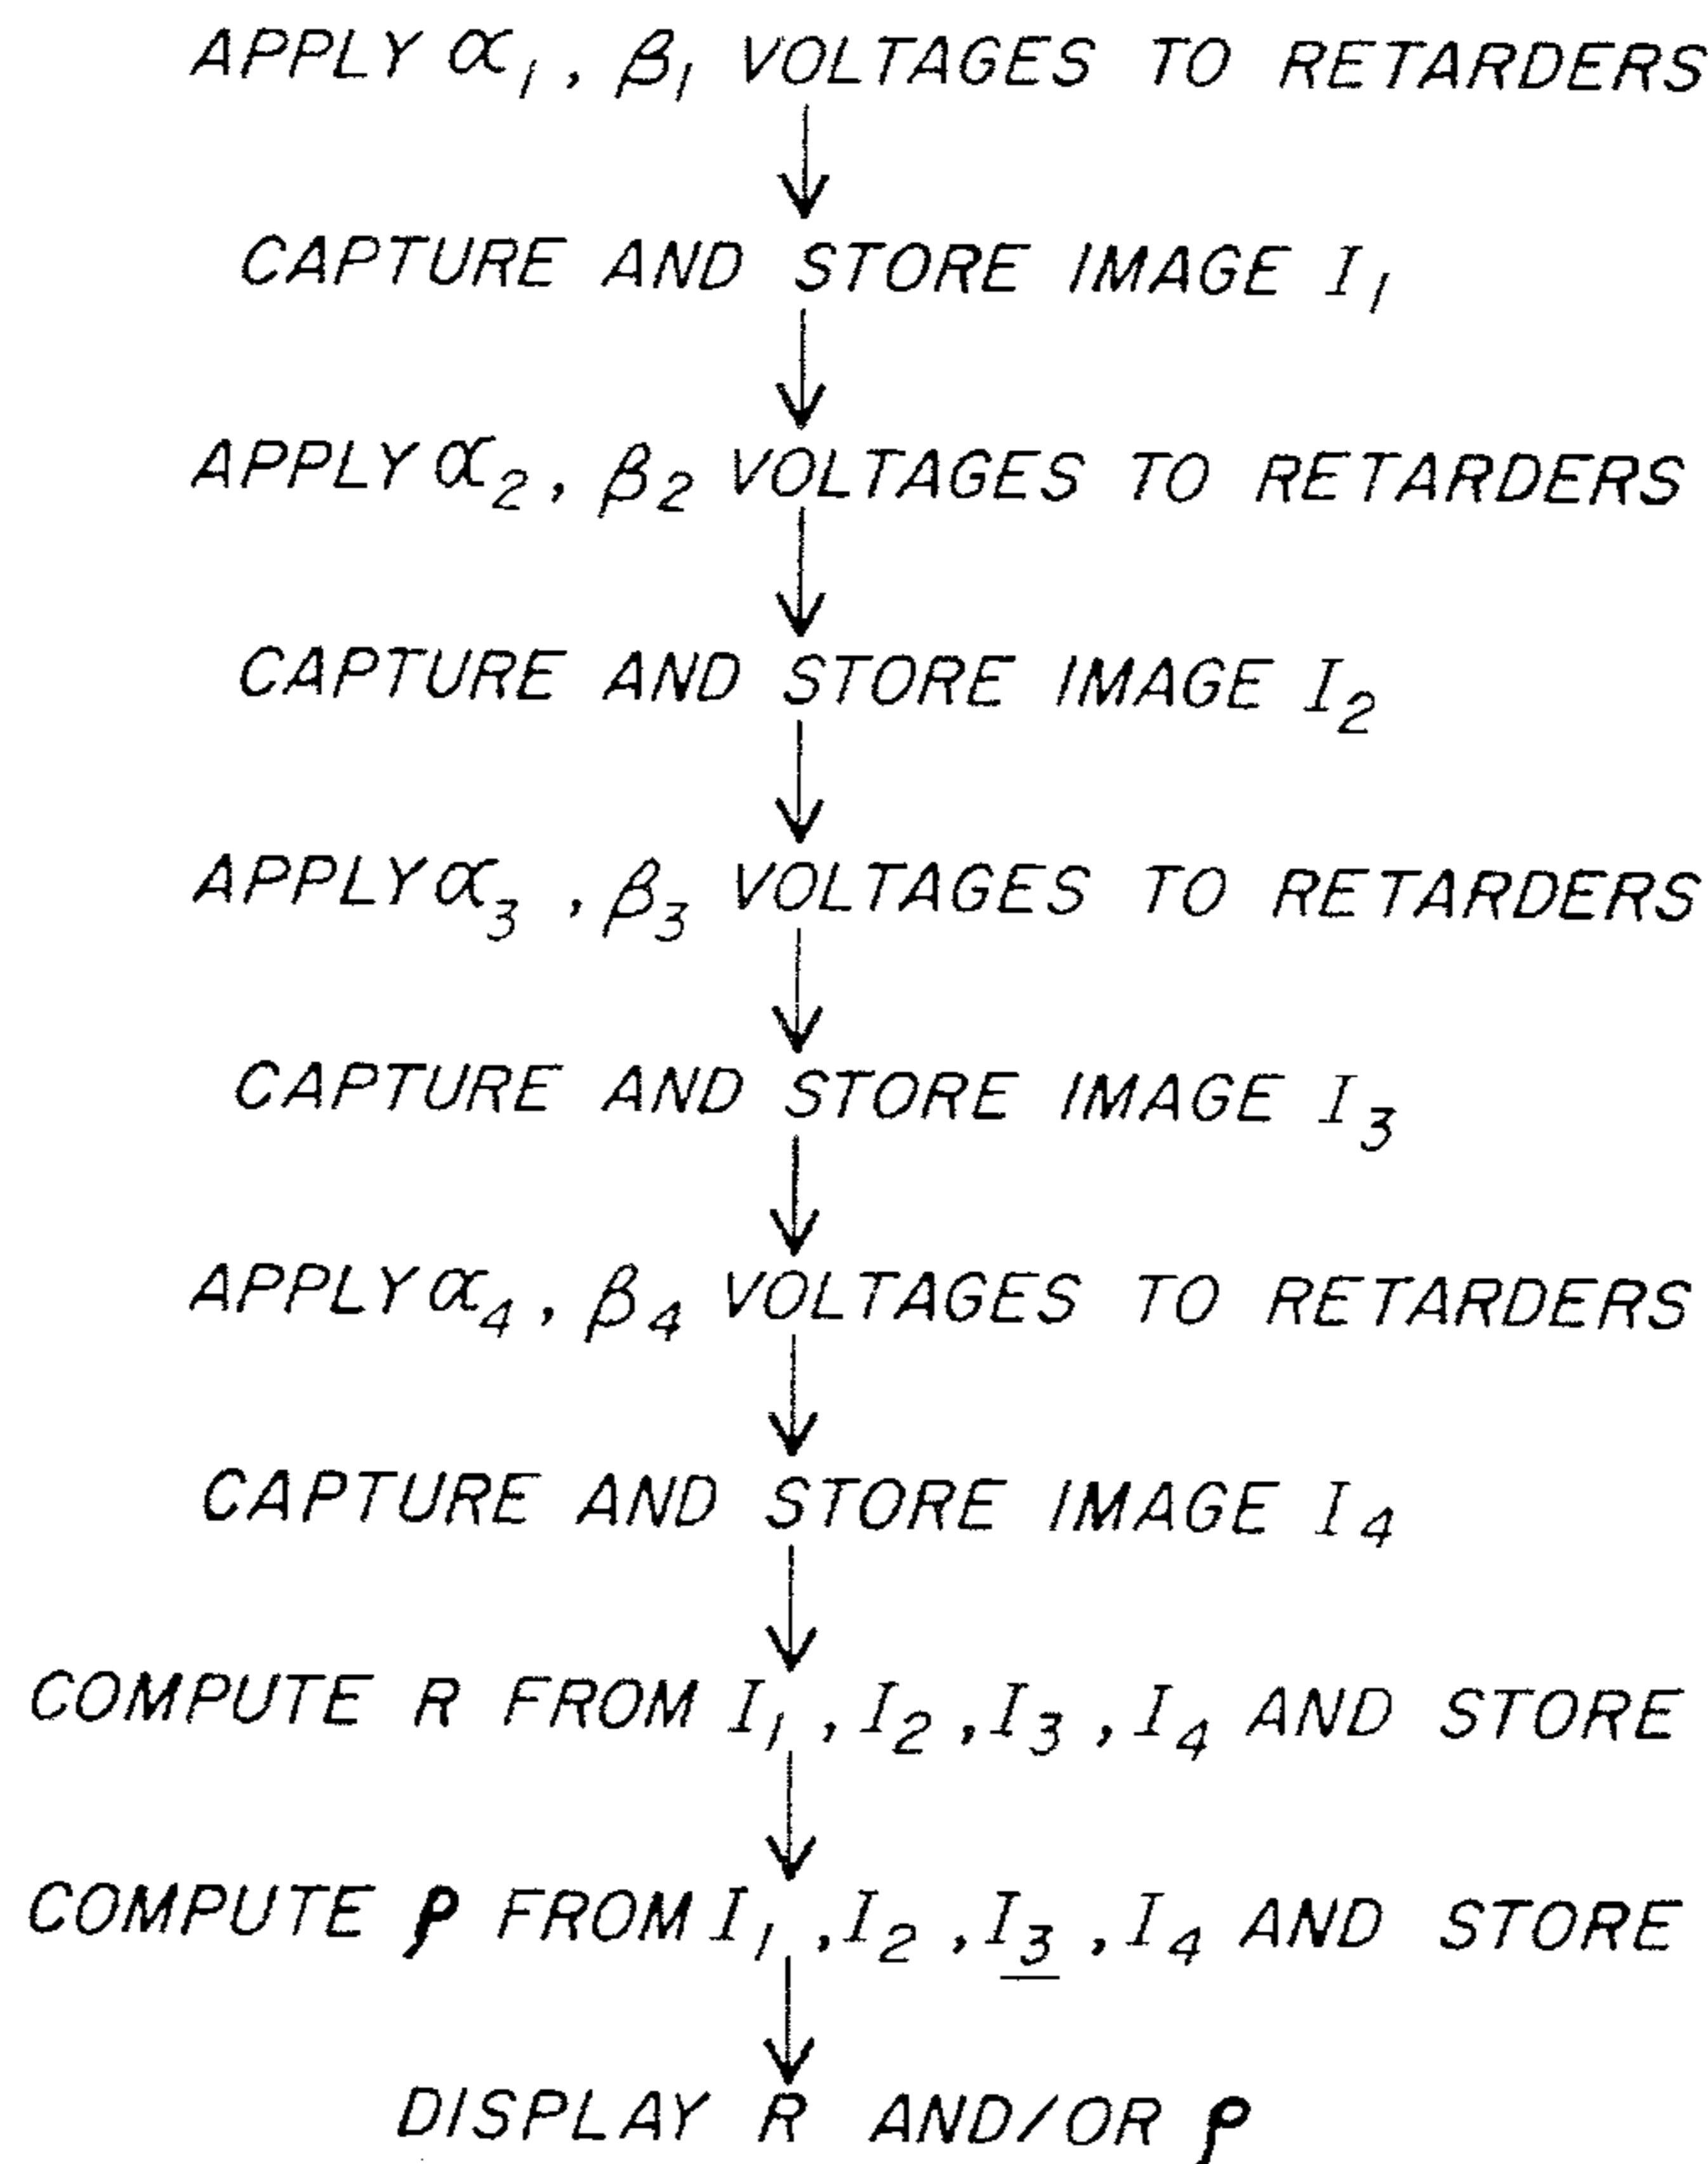 APPLY α₁, β₁ VOLTAGES TO RETARDERS
CAPTURE AND STORE IMAGE I₁
APPLY α₂, β₂ VOLTAGES TO RETARDERS
CAPTURE AND STORE IMAGE I₂
APPLY α₃, β₃ VOLTAGES TO RETARDERS
CAPTURE AND STORE IMAGE I₃
APPLY α₄, β₄ VOLTAGES TO RETARDERS
CAPTURE AND STORE IMAGE I₄
COMPUTE R FROM I₁, I₂, I₃, I₄ AND STORE
COMPUTE ρ FROM I₁, I₂, I₃, I₄ AND STORE
DISPLAY R AND/OR ρ